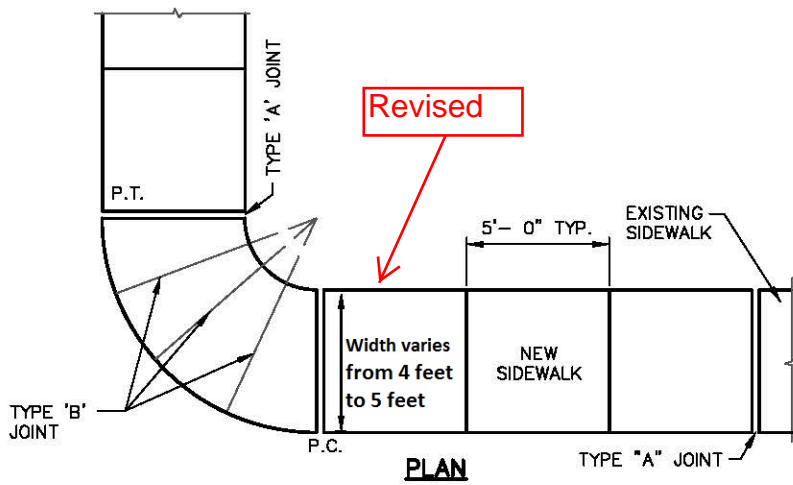 TYPE 'A' JOINT
Revised
P.T.
5'- 0" TYP.
EXISTING
SIDEWALK
Width varies
from 4 feet
to 5 feet
NEW
SIDEWALK
TYPE 'B'
JOINT
P.C.
PLAN
TYPE "A" JOINT